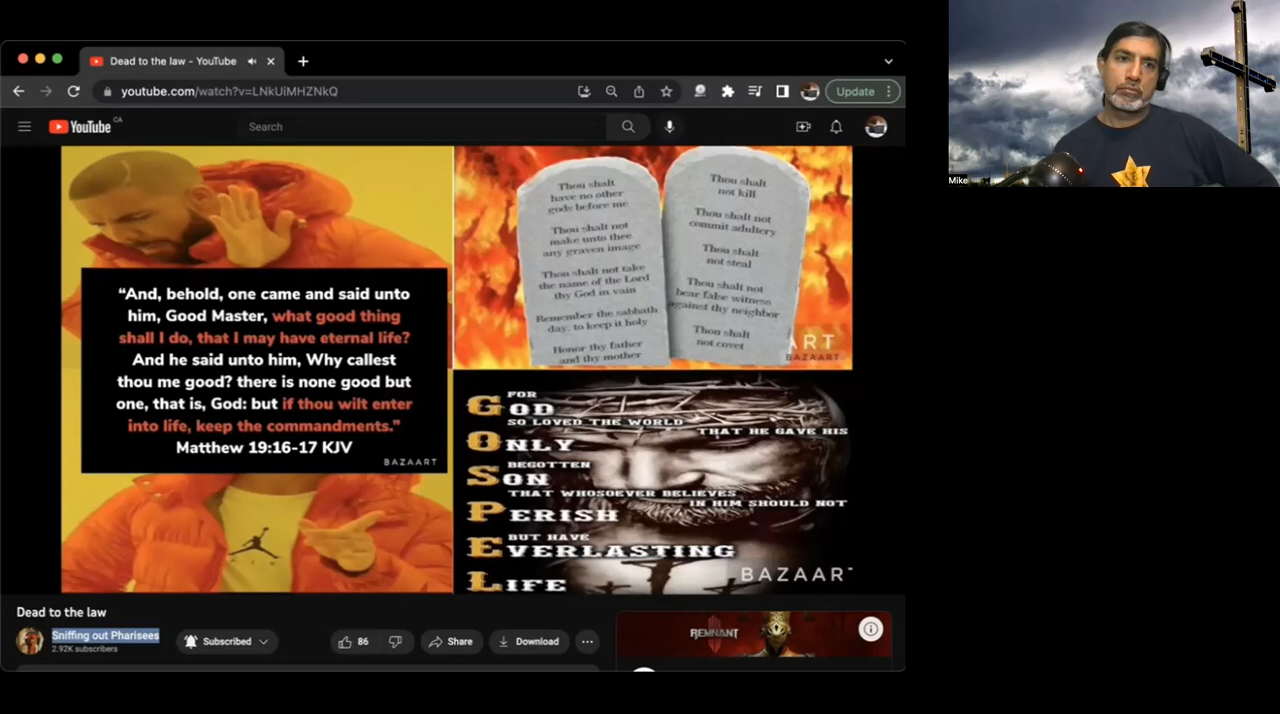 Dead to the law - YouTube
youtube.com/watch?v=LNkUiMHZNkQ
Update
YouTube CA
Search
“And, behold, one came and said unto
him, Good Master, what good thing
shall I do, that I may have eternal life?
And he said unto him, Why callest
thou me good? there is none good but
one, that is, God: but if thou wilt enter
into life, keep the commandments.”
Matthew 19:16-17 KJV
BAZAART
Thou shalt
have no other
gods before me
Thou shalt not
make unto thee
any graven image
Thou shalt not take
the name of the Lord
thy God in vain
Remember the sabbath
day, to keep it holy
Honor thy father
and thy mother
Thou shalt
not kill
Thou shalt not
commit adultery
Thou shalt
not steal
Thou shalt not
bear false witness
against thy neighbor
Thou shalt
not covet
ART
BAZAART
FOR
GOD
SO LOVED THE WORLD
THAT HE GAVE HIS
ONLY
BEGOTTEN
SON
THAT WHOSOEVER BELIEVES
IN HIM SHOULD NOT
PERISH
BUT HAVE
EVERLASTING
LIFE
BAZAART
Dead to the law
Sniffing out Pharisees
2.92K subscribers
Subscribed
86
Share
Download
REMNANT
Mike